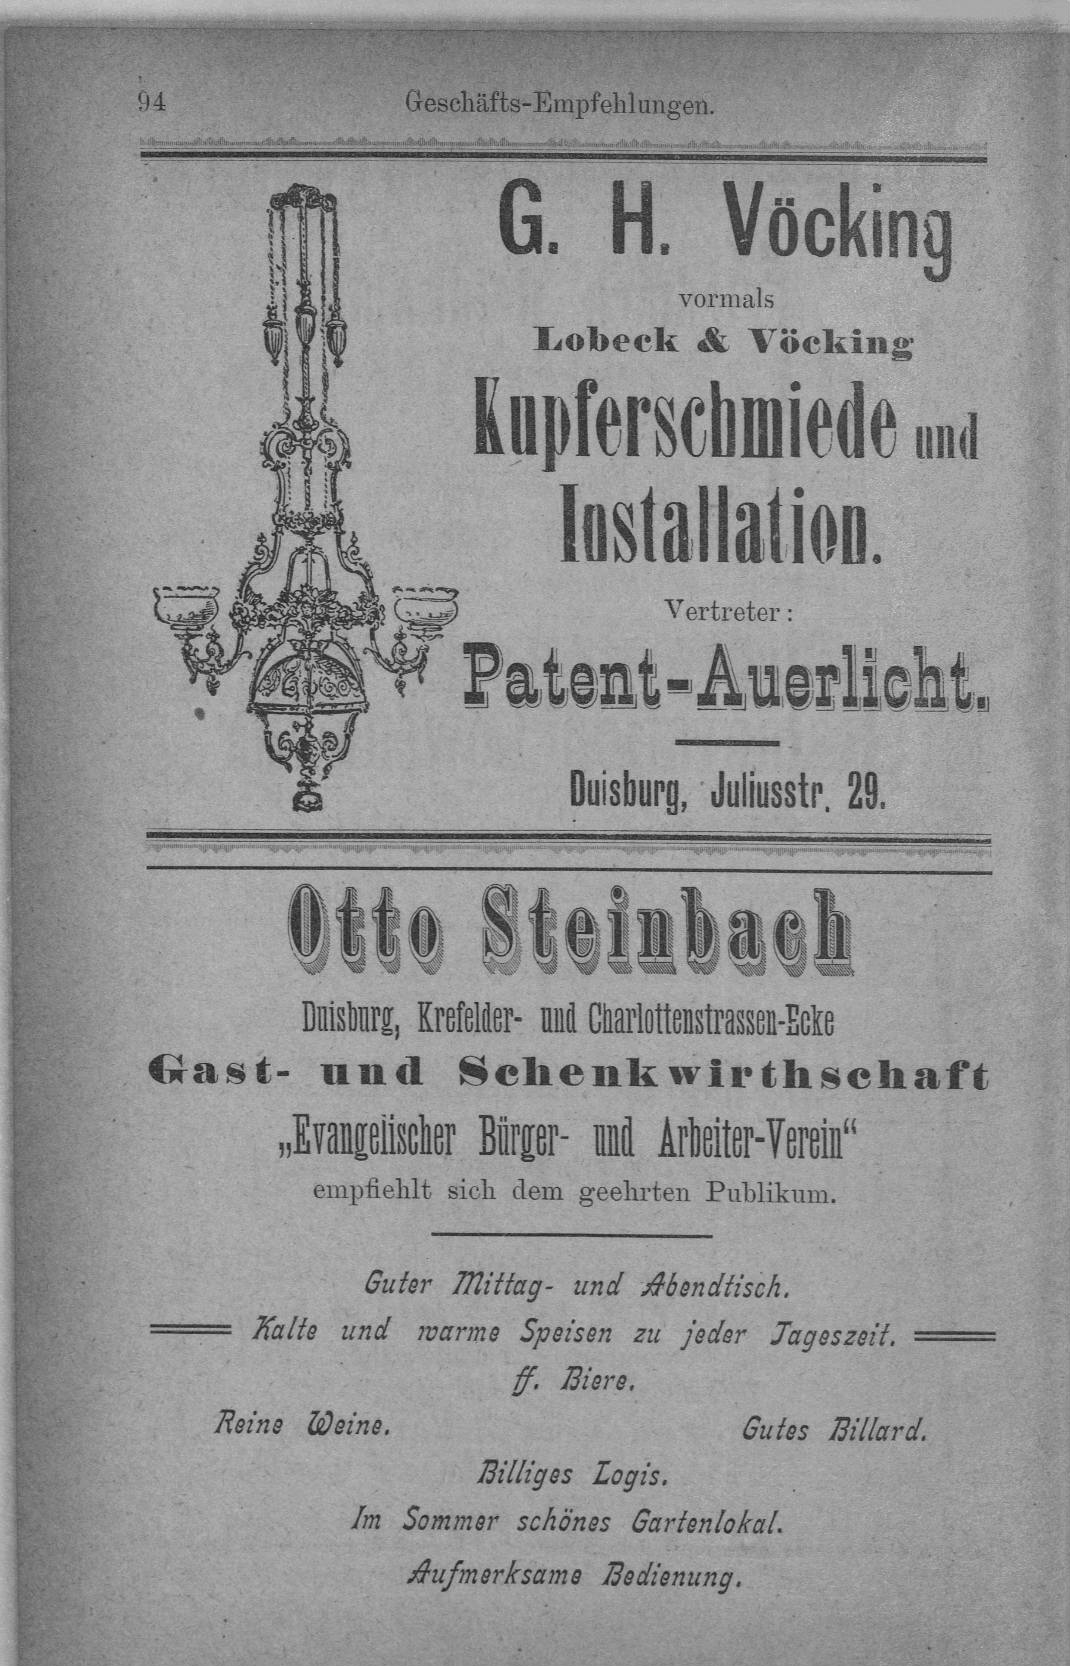 94 Geschäfts-Empfehlungen.
G. H. Vöcking
vormals
Lobeck & Vöcking
Kupferschmiede und
Installation.
Vertreter:
Patent-Auerlicht.
Duisburg, Juliusstr. 29.
Otto Steinbach
Duisburg, Krefelder- und Charlottenstrassen-Ecke
Gast- und Schenkwirthschaft
„Evangelischer Bürger- und Arbeiter-Verein“
empfiehlt sich dem geehrten Publikum.
Guter Mittag- und Abendtisch.
Kalte und warme Speisen zu jeder Tageszeit.
ff. Biere.
Reine Weine. Gutes Billard.
Billiges Logis.
Im Sommer schönes Gartenlokal.
Aufmerksame Bedienung.